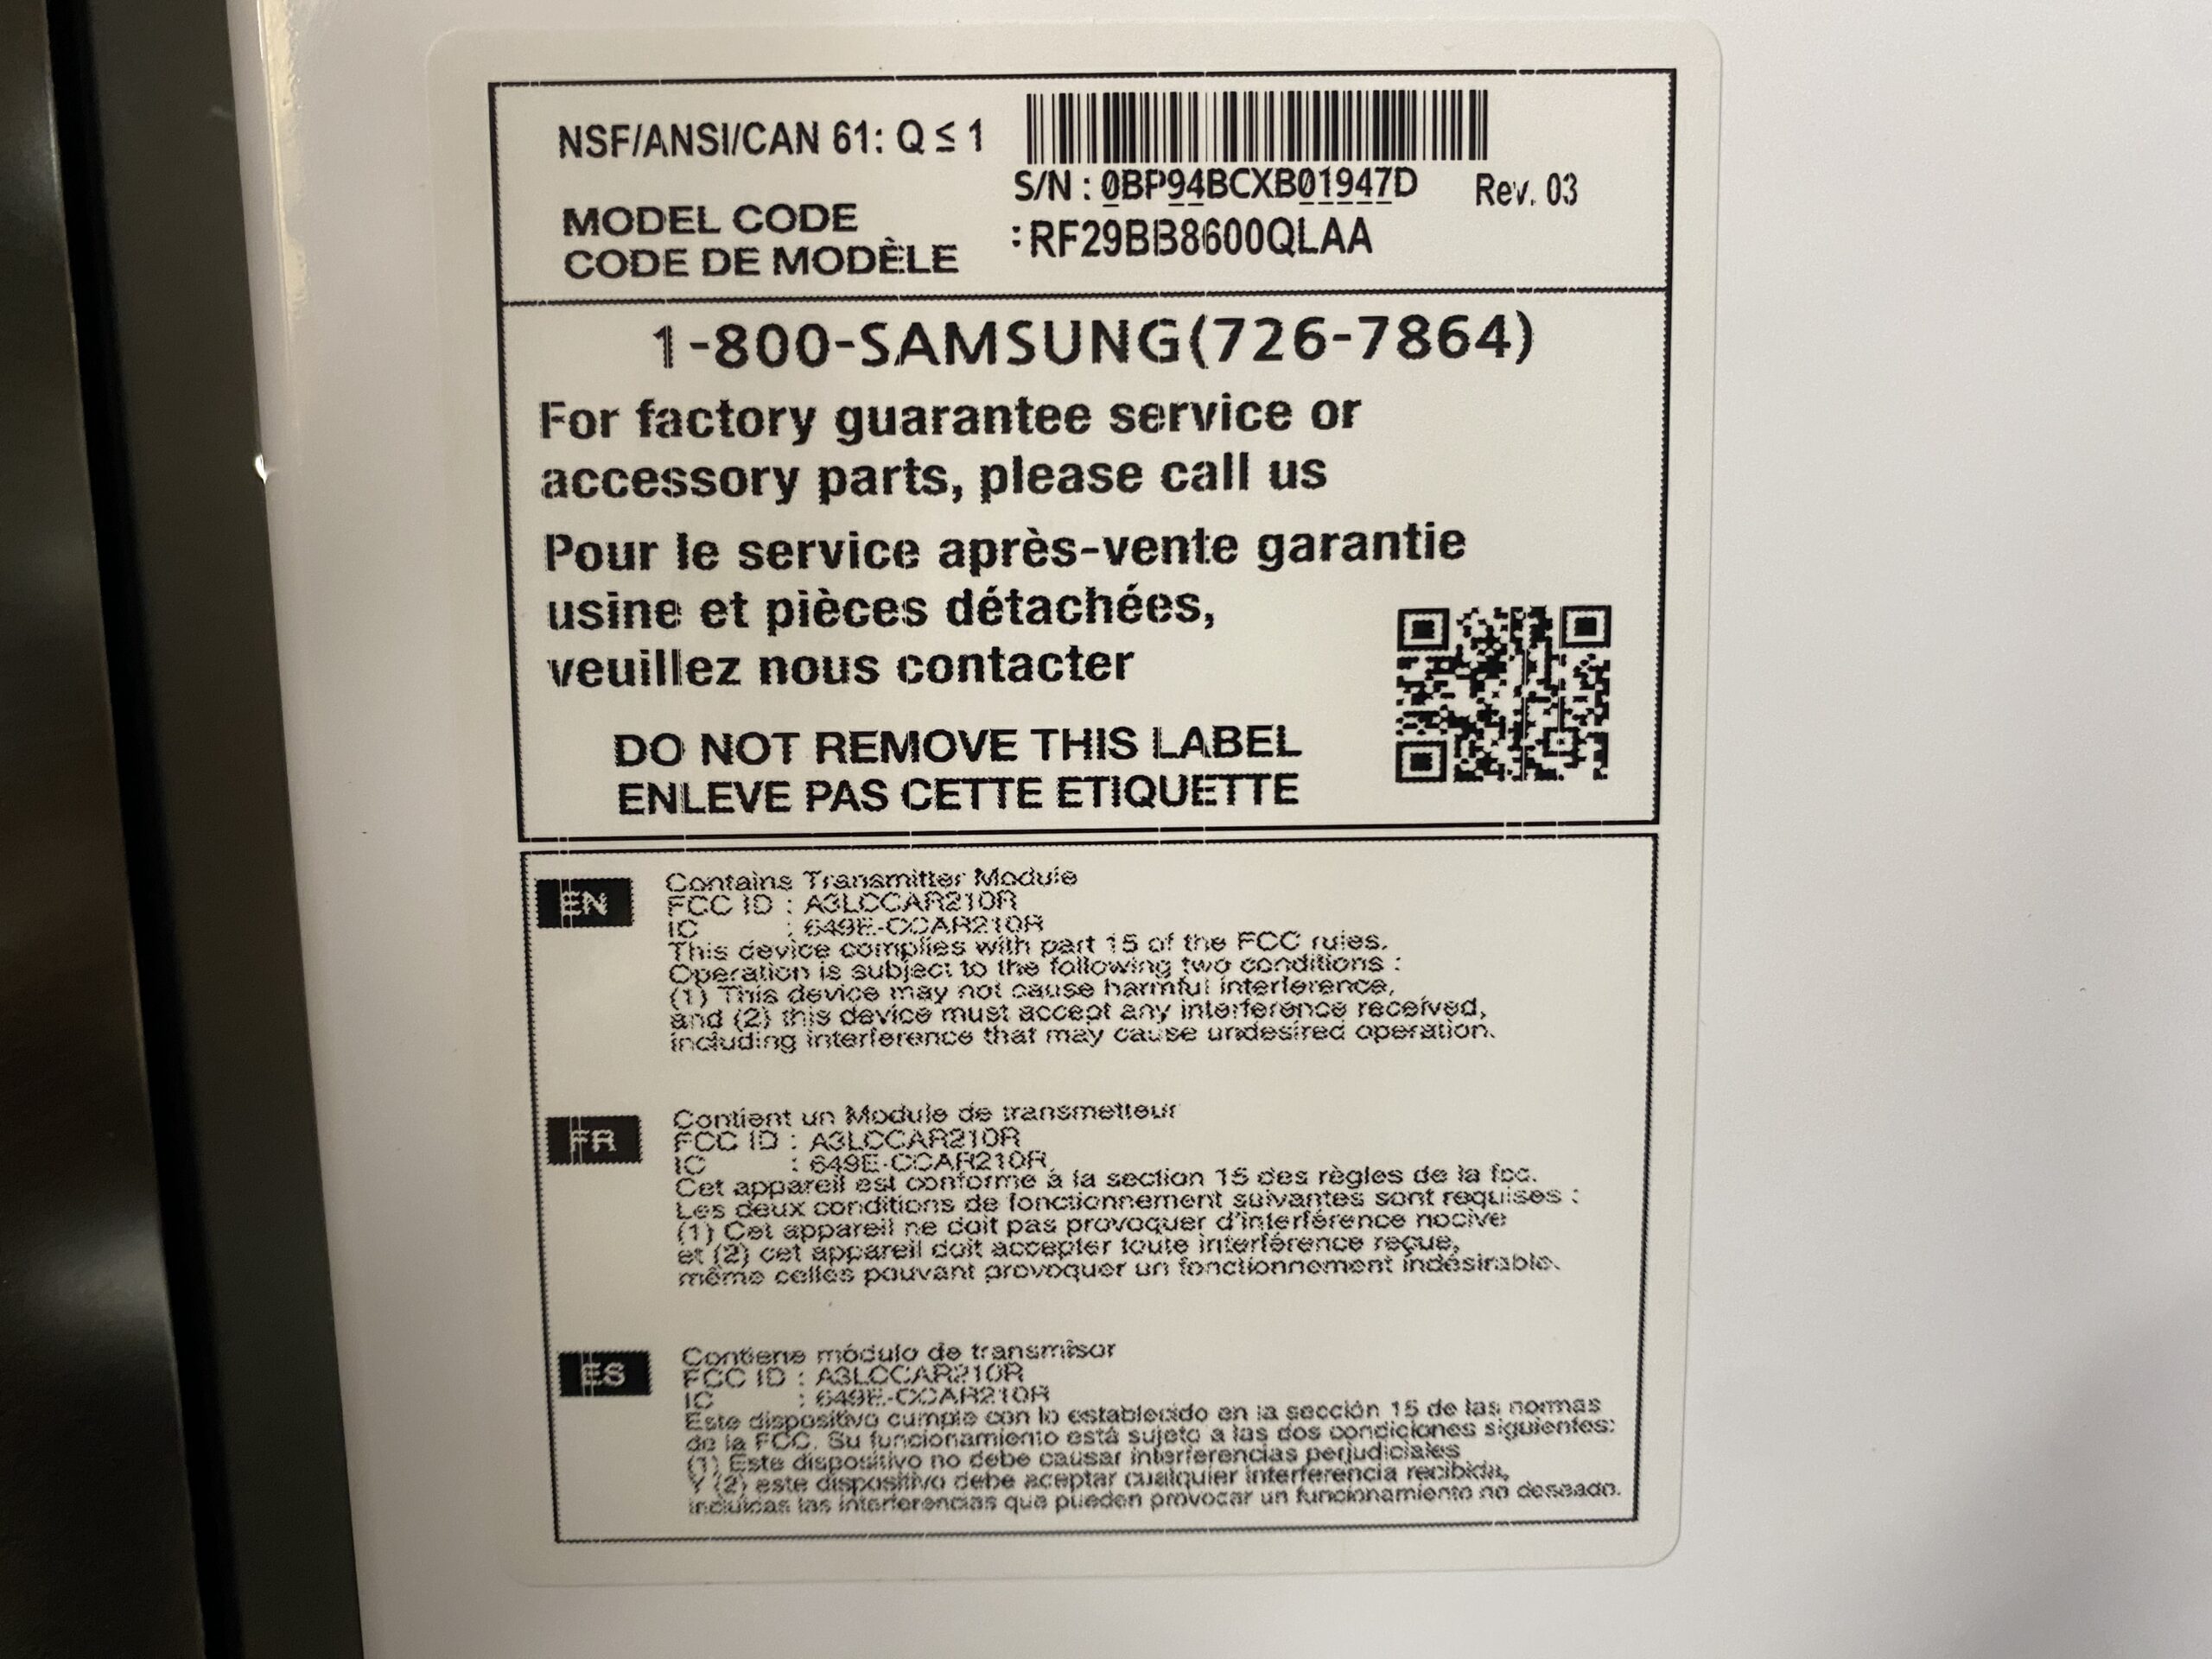 NSF/ANSI/CAN 61: Q ≤ 1
S/N : 0BP94BCXB01947D Rev. 03
MODEL CODE
CODE DE MODÈLE
: RF29BB8600QLAA
1-800-SAMSUNG(726-7864)
For factory guarantee service or
accessory parts, please call us
Pour le service après-vente garantie
usine et pièces détachées,
veuillez nous contacter
DO NOT REMOVE THIS LABEL
ENLEVE PAS CETTE ETIQUETTE
EN
Contains Transmitter Module
FCC ID : A3LCCAR210R
IC : 649E-CCAR210R
This device complies with part 15 of the FCC rules.
Operation is subject to the following two conditions :
(1) This device may not cause harmful interference,
and (2) this device must accept any interference received,
including interference that may cause undesired operation.
FR
Contient un Module de transmetteur
FCC ID : A3LCCAR210R
IC : 649E-CCAR210R
Cet appareil est conforme à la section 15 des règles de la fcc.
Les deux conditions de fonctionnement suivantes sont requises :
(1) Cet appareil ne doit pas provoquer d'interférence nocive
et (2) cet appareil doit accepter toute interférence reçue,
même celles pouvant provoquer un fonctionnement indésirable.
ES
Contiene módulo de transmisor
FCC ID : A3LCCAR210R
IC : 649E-CCAR210R
Este dispositivo cumple con lo establecido en la sección 15 de las normas
de la FCC. Su funcionamiento está sujeto a las dos condiciones siguientes:
(1) Este dispositivo no debe causar interferencias perjudiciales
Y (2) este dispositivo debe aceptar cualquier interferencia recibida,
incluidas las interferencias que pueden provocar un funcionamiento no deseado.